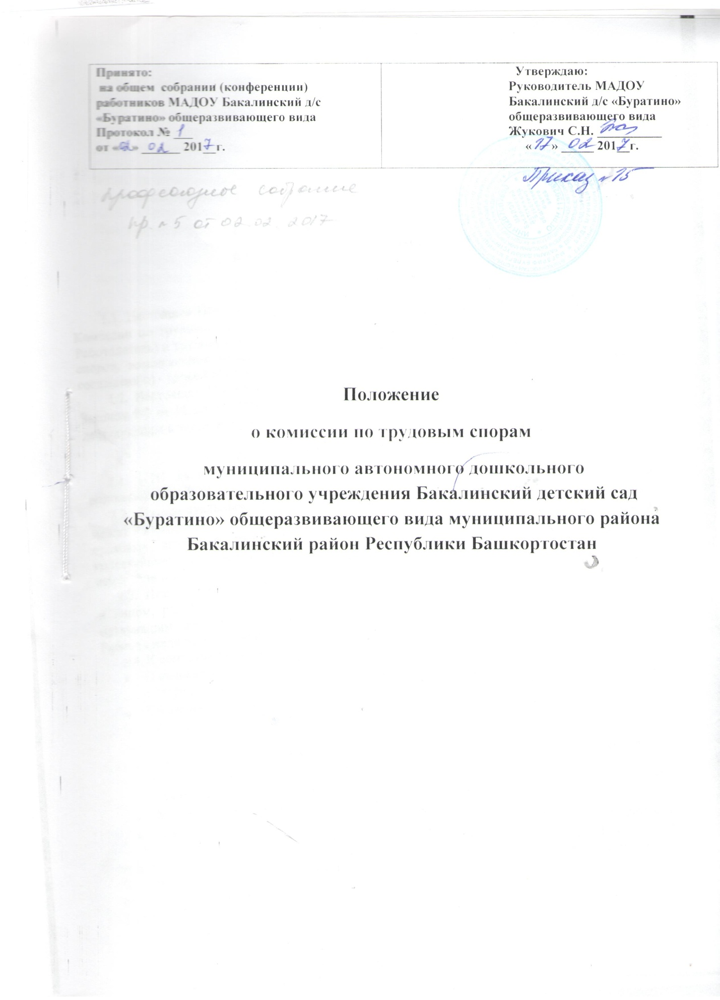 Принято:
на общем собрании (конференции)
работников МАДОУ Бакалинский д/с
«Буратино» общеразвивающего вида
Протокол № 1
от «2» 02 2017г.
Утверждаю:
Руководитель МАДОУ
Бакалинский д/с «Буратино»
общеразвивающего вида
Жукович С.Н.
«17» 02 2017г.
Приказ №15
профсоюзное собрание
пр. №5 от 02.02.2017
Положение
о комиссии по трудовым спорам
муниципального автономного дошкольного
образовательного учреждения Бакалинский детский сад
«Буратино» общеразвивающего вида муниципального района
Бакалинский район Республики Башкортостан